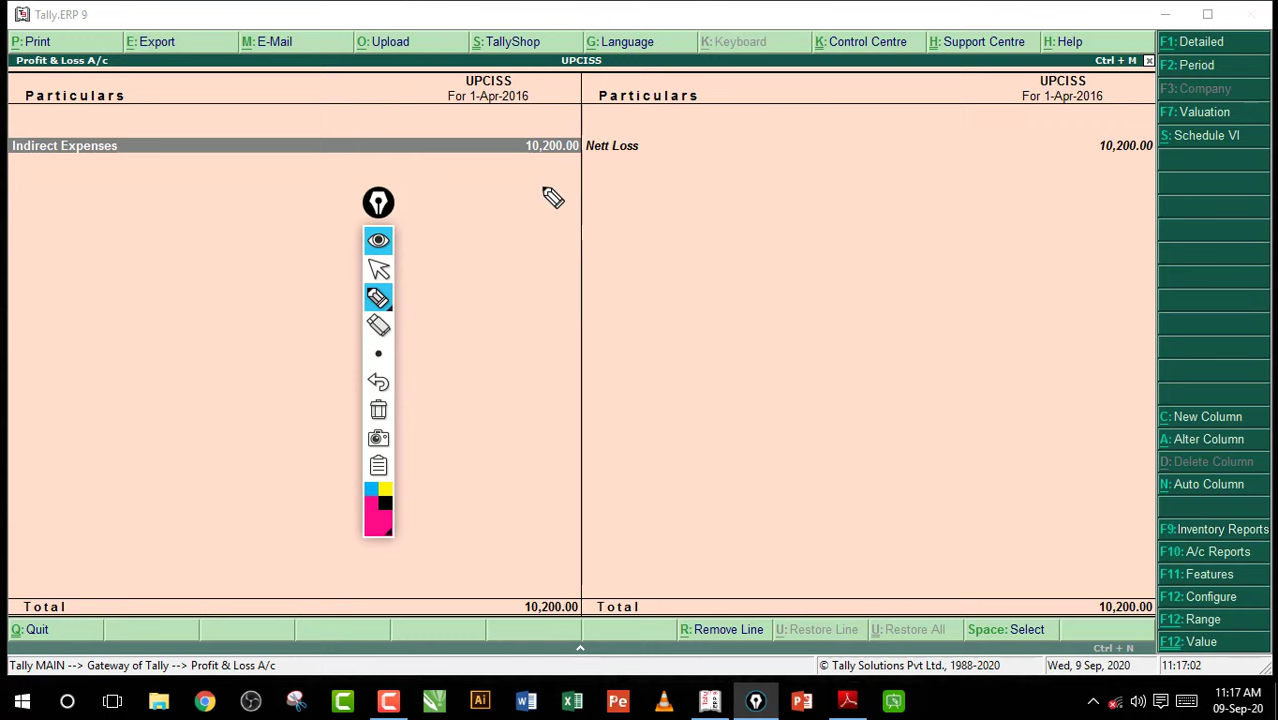 Tally.ERP 9
P: Print E: Export M: E-Mail O: Upload S: TallyShop G: Language K: Keyboard K: Control Centre H: Support Centre H: Help
Profit & Loss A/c UPCISS Ctrl + M
Particulars UPCISS For 1-Apr-2016 Particulars UPCISS For 1-Apr-2016
Indirect Expenses 10,200.00 Nett Loss 10,200.00
Total 10,200.00 Total 10,200.00
F1: Detailed
F2: Period
F3: Company
F7: Valuation
S: Schedule VI
C: New Column
A: Alter Column
D: Delete Column
N: Auto Column
F9: Inventory Reports
F10: A/c Reports
F11: Features
F12: Configure
F12: Range
F12: Value
Q: Quit R: Remove Line U: Restore Line U: Restore All Space: Select
Ctrl + N
Tally MAIN --> Gateway of Tally --> Profit & Loss A/c © Tally Solutions Pvt Ltd., 1988-2020 Wed, 9 Sep, 2020 11:17:02
Ai Pe
11:17 AM
09-Sep-20